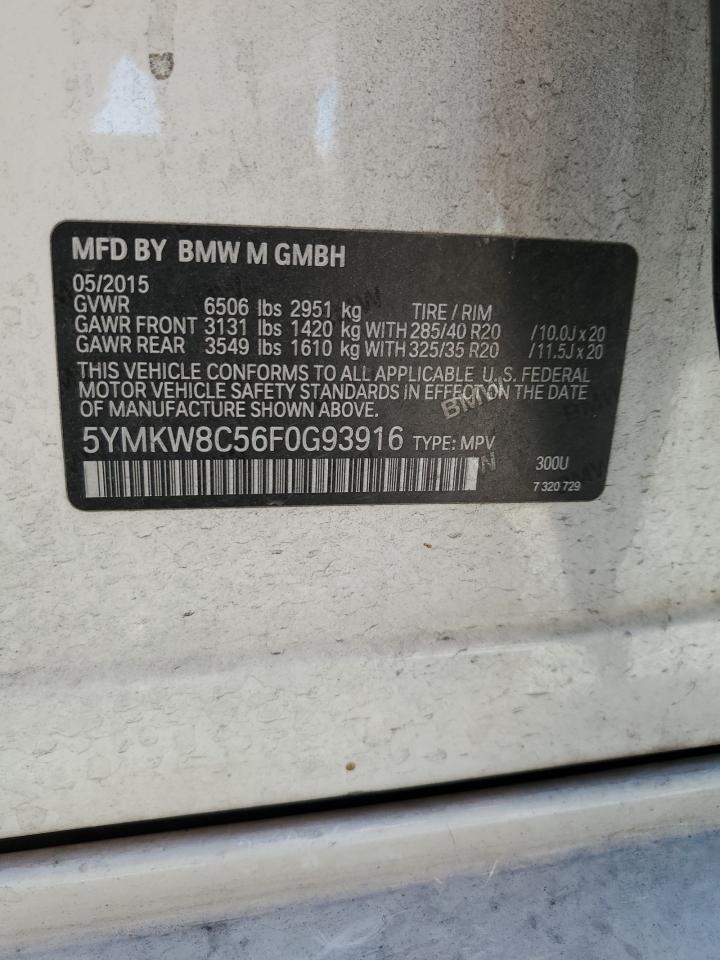 MFD BY BMW M GMBH
05/2015
GVWR 6506 lbs 2951 kg TIRE / RIM
GAWR FRONT 3131 lbs 1420 kg WITH 285/40 R20 /10.0J x 20
GAWR REAR 3549 lbs 1610 kg WITH 325/35 R20 /11.5J x 20
THIS VEHICLE CONFORMS TO ALL APPLICABLE U.S. FEDERAL
MOTOR VEHICLE SAFETY STANDARDS IN EFFECT ON THE DATE
OF MANUFACTURE SHOWN ABOVE.
BMW
5YMKW8C56F0G93916 TYPE: MPV
300U
7 320 729